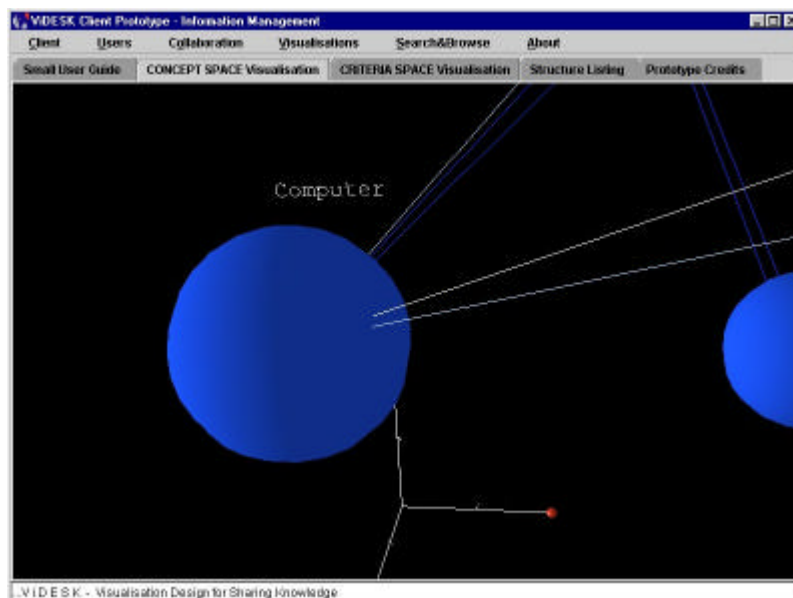 ViDESK Client Prototype - Information Management
Client Users Collaboration Visualisations Search&Browse About
Small User Guide CONCEPT SPACE Visualisation CRITERIA SPACE Visualisation Structure Listing Prototype Credits
Computer
..V i D E S K - Visualisation Design for Sharing Knowledge